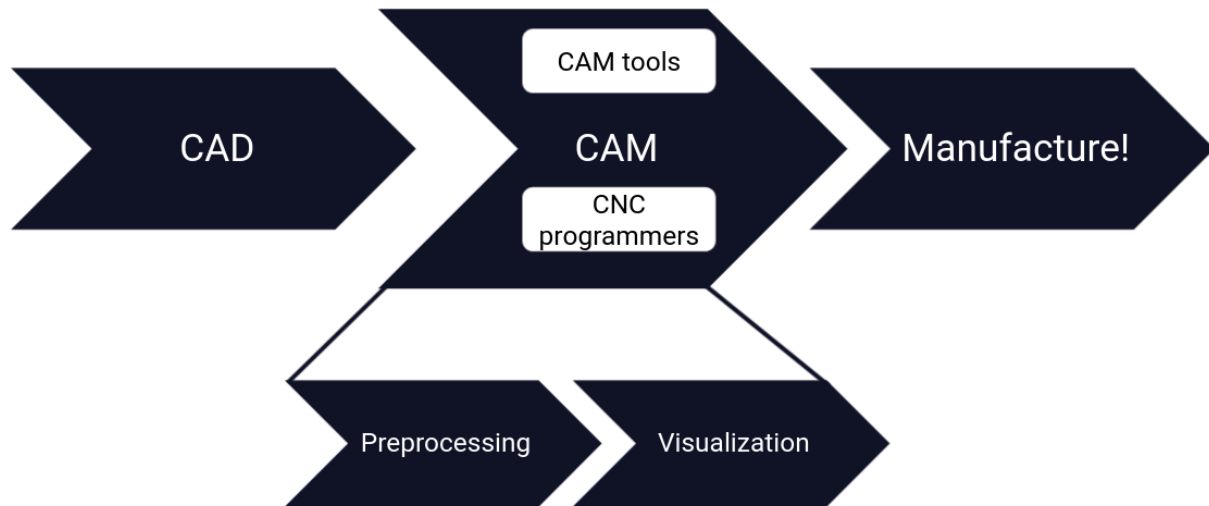 CAD
CAM tools
CAM
CNC
programmers
Manufacture!
Preprocessing
Visualization